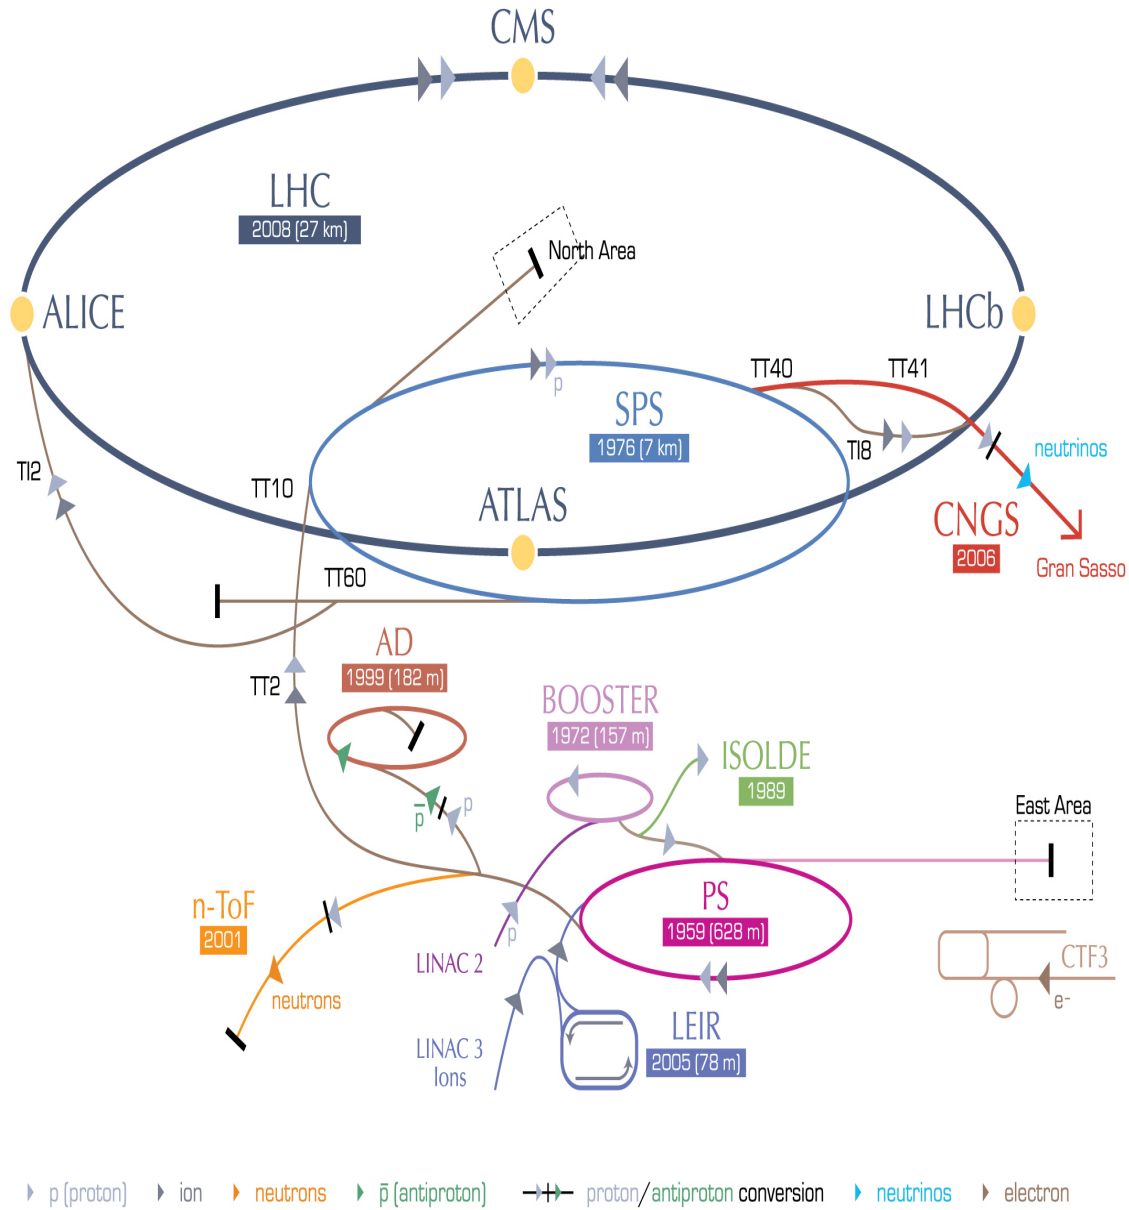 CMS
LHC
2008 (27 km)
North Area
ALICE
LHCb
p
TT40
TT41
SPS
1976 (7 km)
TI8
neutrinos
TI2
TT10
ATLAS
CNGS
2006
Gran Sasso
TT60
AD
1999 (182 m)
TT2
BOOSTER
1972 (157 m)
ISOLDE
1989
p̅
p
East Area
n-ToF
2001
PS
1959 (628 m)
p
LINAC 2
neutrons
CTF3
e-
LINAC 3
Ions
LEIR
2005 (78 m)
p (proton)
ion
neutrons
p̅ (antiproton)
proton/antiproton conversion
neutrinos
electron